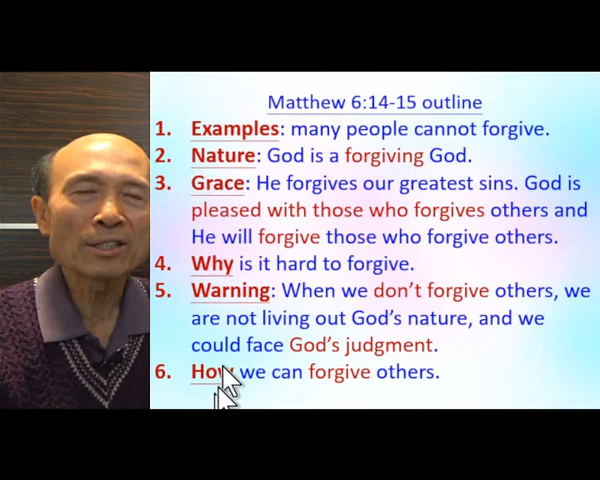 Matthew 6:14-15 outline
1. Examples: many people cannot forgive.
2. Nature: God is a forgiving God.
3. Grace: He forgives our greatest sins. God is
pleased with those who forgives others and
He will forgive those who forgive others.
4. Why is it hard to forgive.
5. Warning: When we don't forgive others, we
are not living out God's nature, and we
could face God's judgment.
6. How we can forgive others.